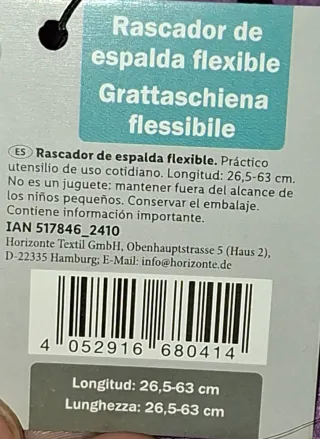 Rascador de
espalda flexible
Grattaschiena
flessibile
ES Rascador de espalda flexible. Práctico
utensilio de uso cotidiano. Longitud: 26,5-63 cm.
No es un juguete; mantener fuera del alcance de
los niños pequeños. Conservar el embalaje.
Contiene información importante.
IAN 517846_2410
Horizonte Textil GmbH, Obenhauptstrasse 5 (Haus 2),
D-22335 Hamburg; E-Mail: info@horizonte.de
4 052916 680414
Longitud: 26,5-63 cm
Lunghezza: 26,5-63 cm